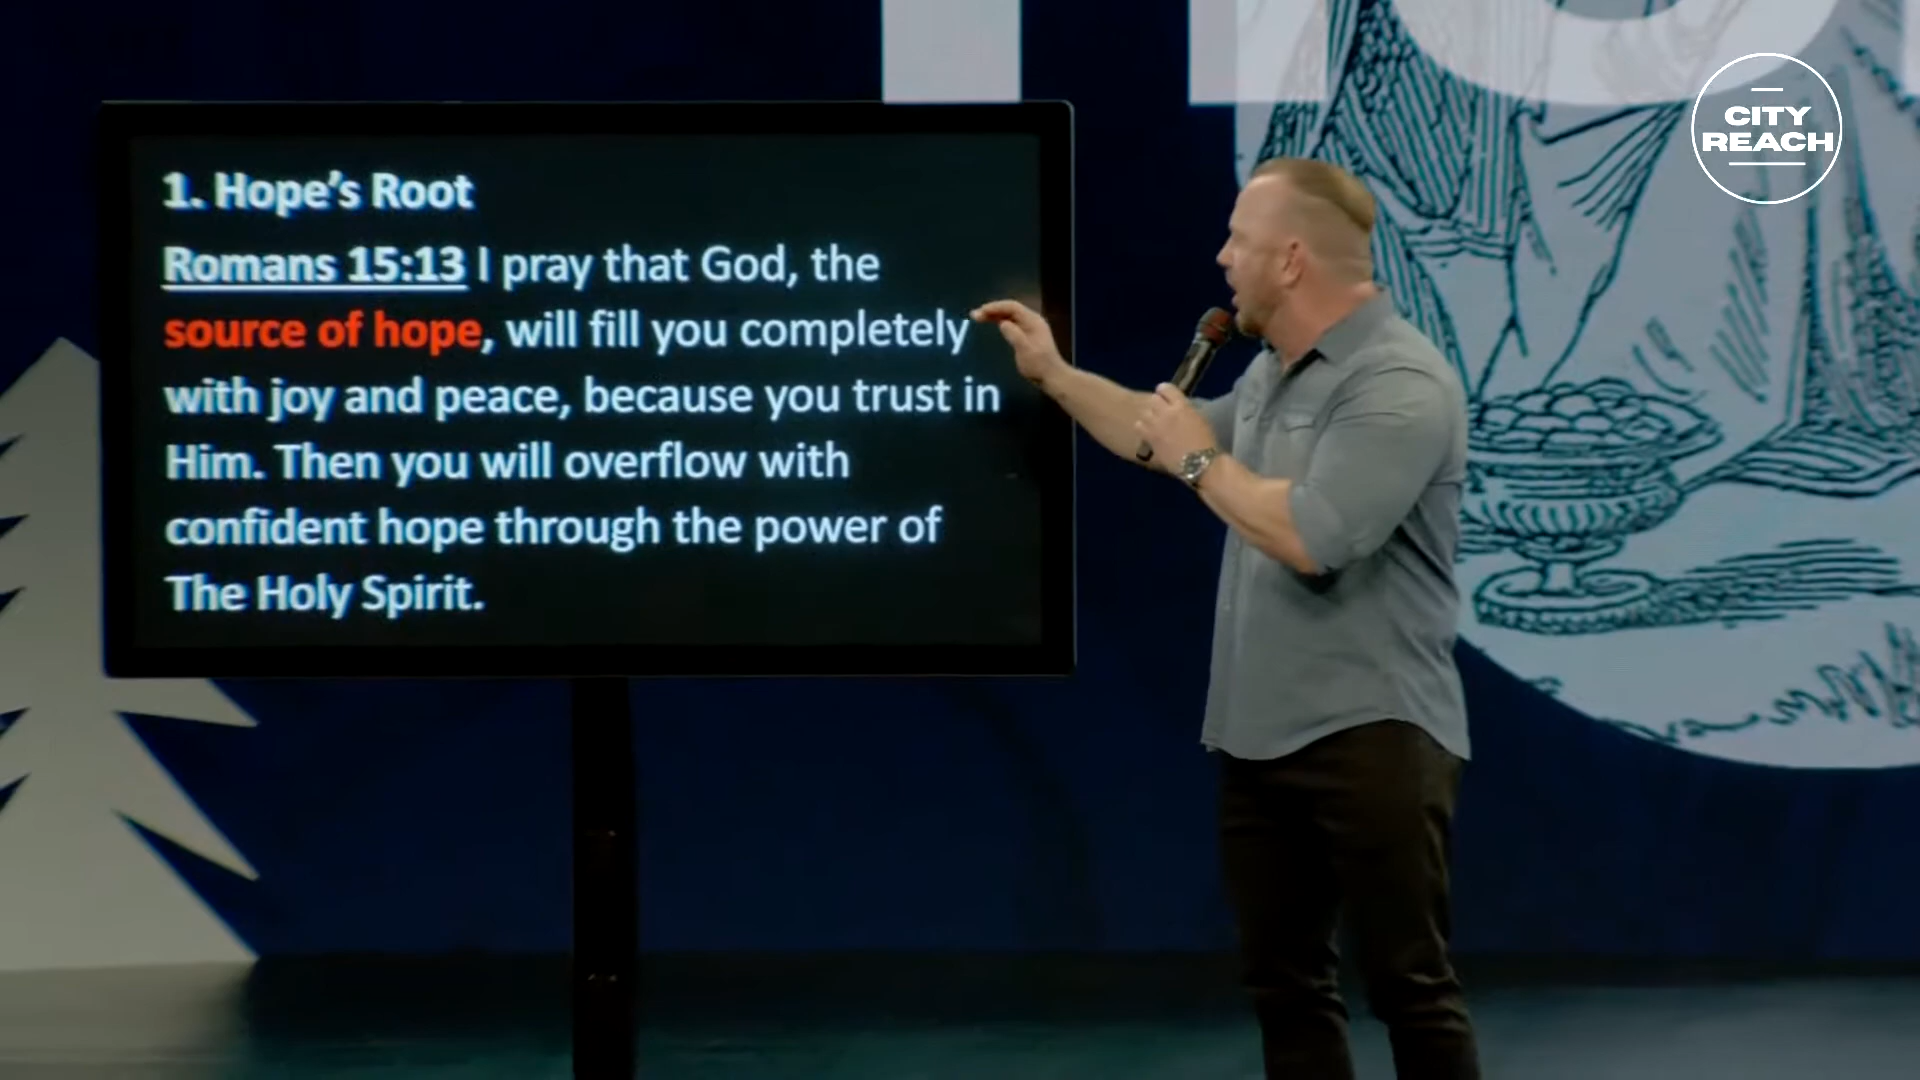 CITY
REACH
1. Hope's Root
Romans 15:13 I pray that God, the
source of hope, will fill you completely
with joy and peace, because you trust in
Him. Then you will overflow with
confident hope through the power of
The Holy Spirit.